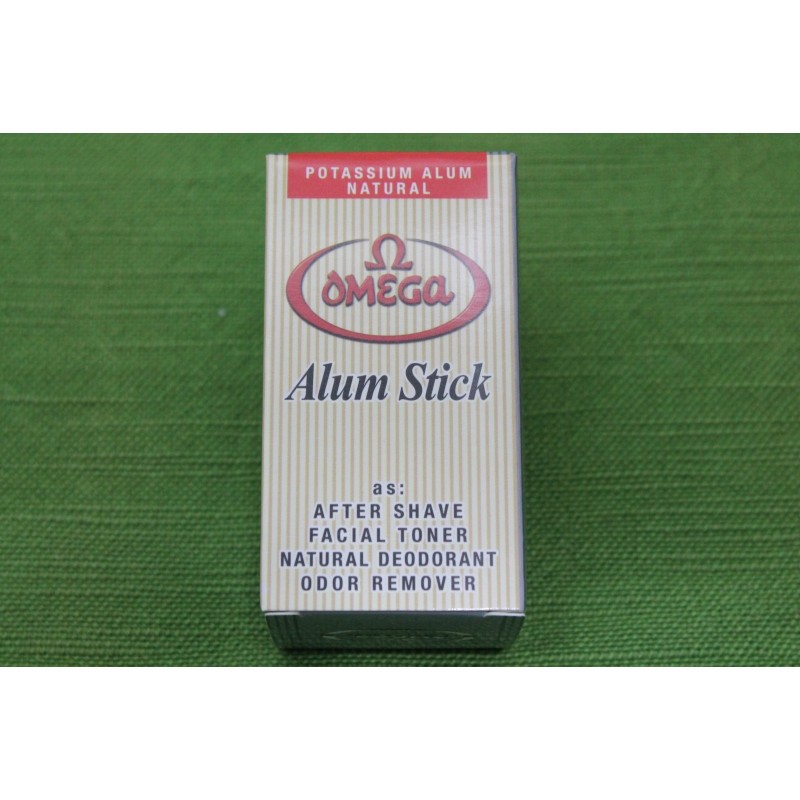 POTASSIUM ALUM
NATURAL
Ω
OMEGA
Alum Stick
as:
AFTER SHAVE
FACIAL TONER
NATURAL DEODORANT
ODOR REMOVER